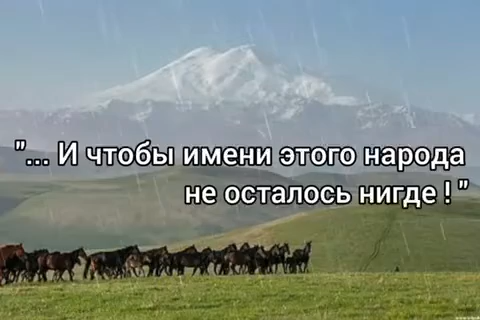 "... И чтобы имени этого народа
не осталось нигде ! "